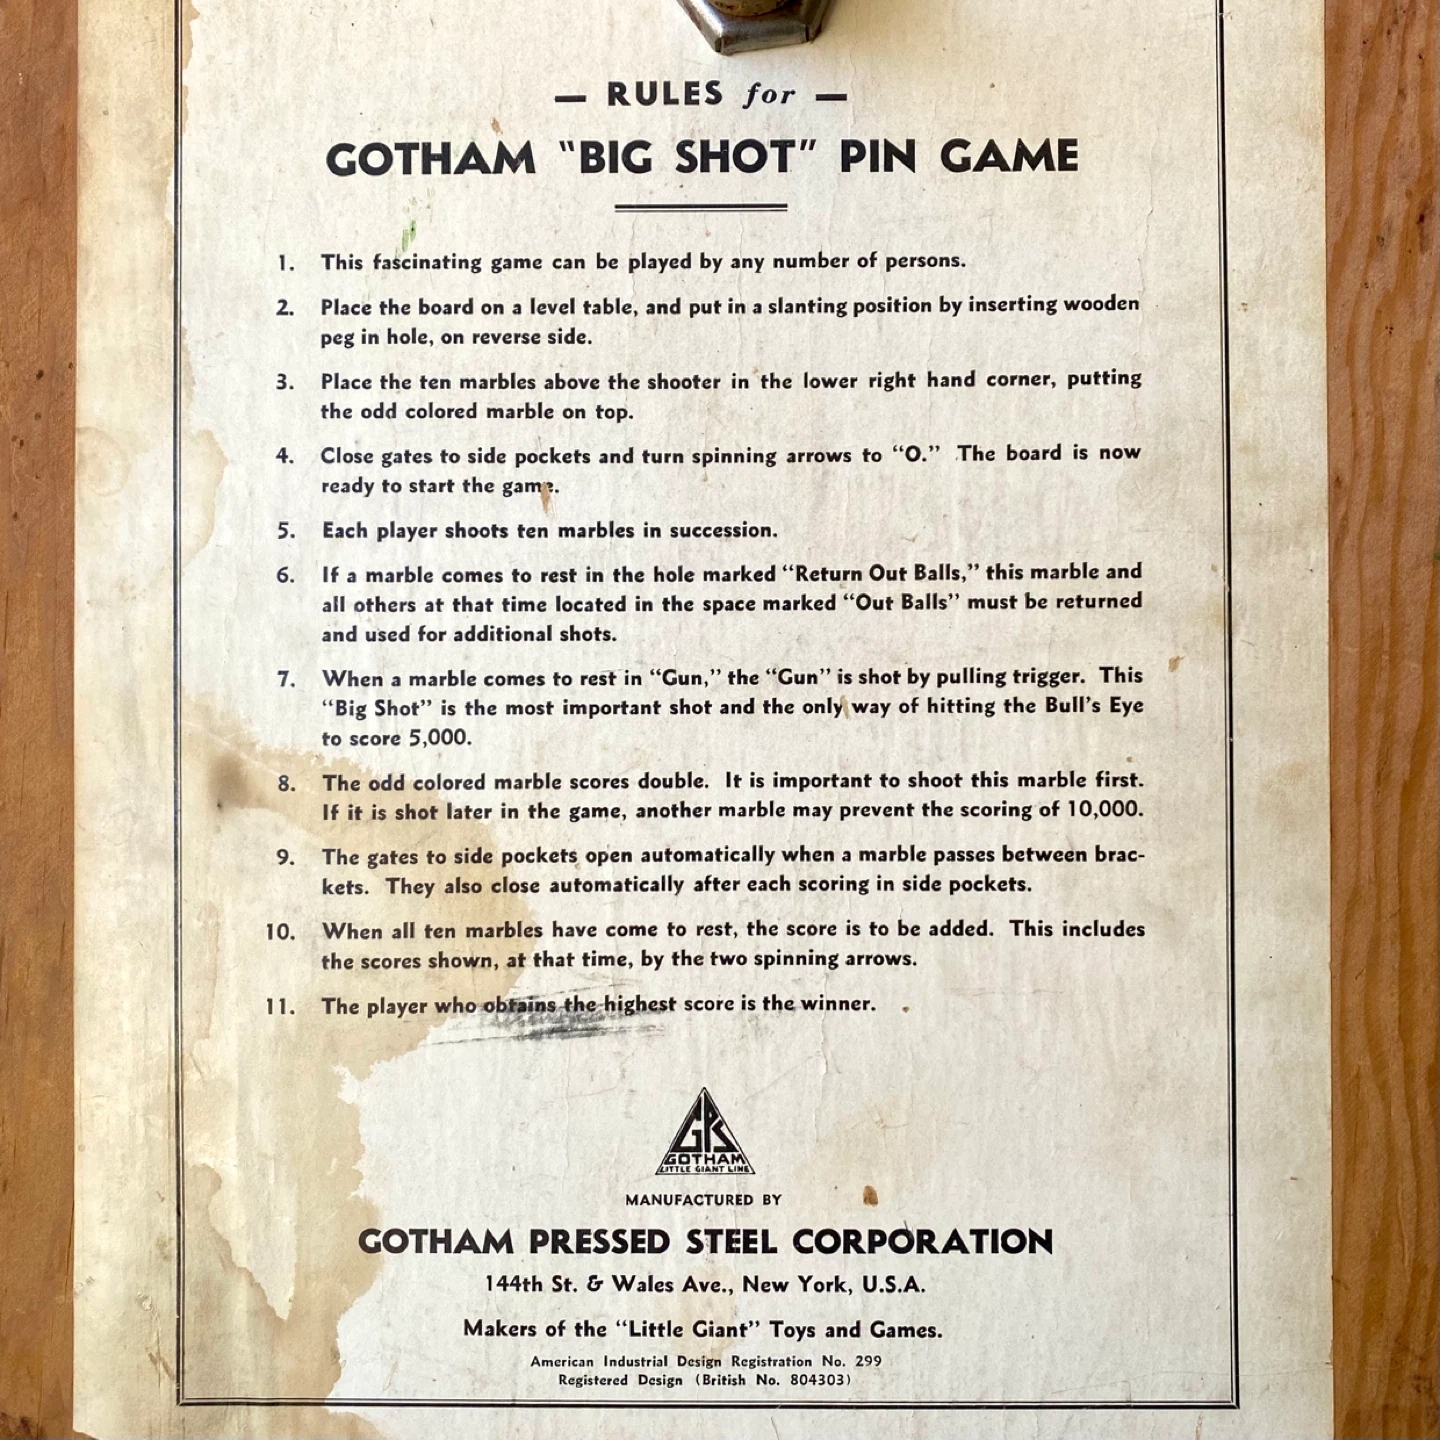 — RULES for —
GOTHAM "BIG SHOT" PIN GAME
1. This fascinating game can be played by any number of persons.
2. Place the board on a level table, and put in a slanting position by inserting wooden
peg in hole, on reverse side.
3. Place the ten marbles above the shooter in the lower right hand corner, putting
the odd colored marble on top.
4. Close gates to side pockets and turn spinning arrows to "O." The board is now
ready to start the game.
5. Each player shoots ten marbles in succession.
6. If a marble comes to rest in the hole marked "Return Out Balls," this marble and
all others at that time located in the space marked "Out Balls" must be returned
and used for additional shots.
7. When a marble comes to rest in "Gun," the "Gun" is shot by pulling trigger. This
"Big Shot" is the most important shot and the only way of hitting the Bull's Eye
to score 5,000.
8. The odd colored marble scores double. It is important to shoot this marble first.
If it is shot later in the game, another marble may prevent the scoring of 10,000.
9. The gates to side pockets open automatically when a marble passes between brac-
kets. They also close automatically after each scoring in side pockets.
10. When all ten marbles have come to rest, the score is to be added. This includes
the scores shown, at that time, by the two spinning arrows.
11. The player who obtains the highest score is the winner.
GPS
GOTHAM
LITTLE GIANT LINE
MANUFACTURED BY
GOTHAM PRESSED STEEL CORPORATION
144th St. & Wales Ave., New York, U.S.A.
Makers of the "Little Giant" Toys and Games.
American Industrial Design Registration No. 299
Registered Design (British No. 804303)